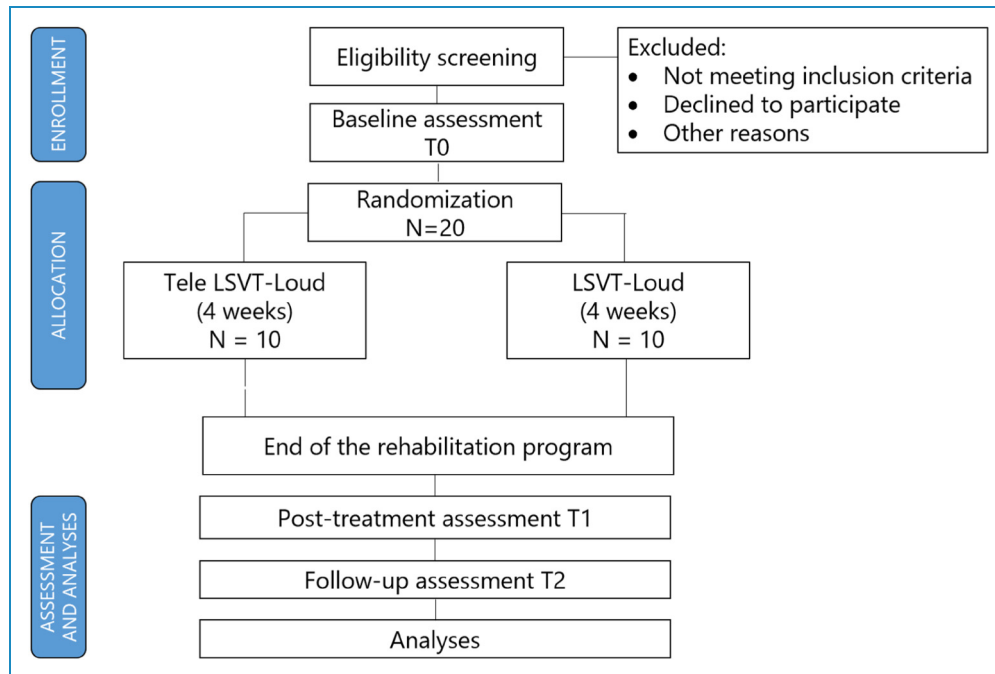 ENROLLMENT
Eligibility screening
Excluded:
• Not meeting inclusion criteria
• Declined to participate
• Other reasons
Baseline assessment
T0
ALLOCATION
Randomization
N=20
Tele LSVT-Loud
(4 weeks)
N = 10
LSVT-Loud
(4 weeks)
N = 10
End of the rehabilitation program
ASSESSMENT
AND ANALYSES
Post-treatment assessment T1
Follow-up assessment T2
Analyses